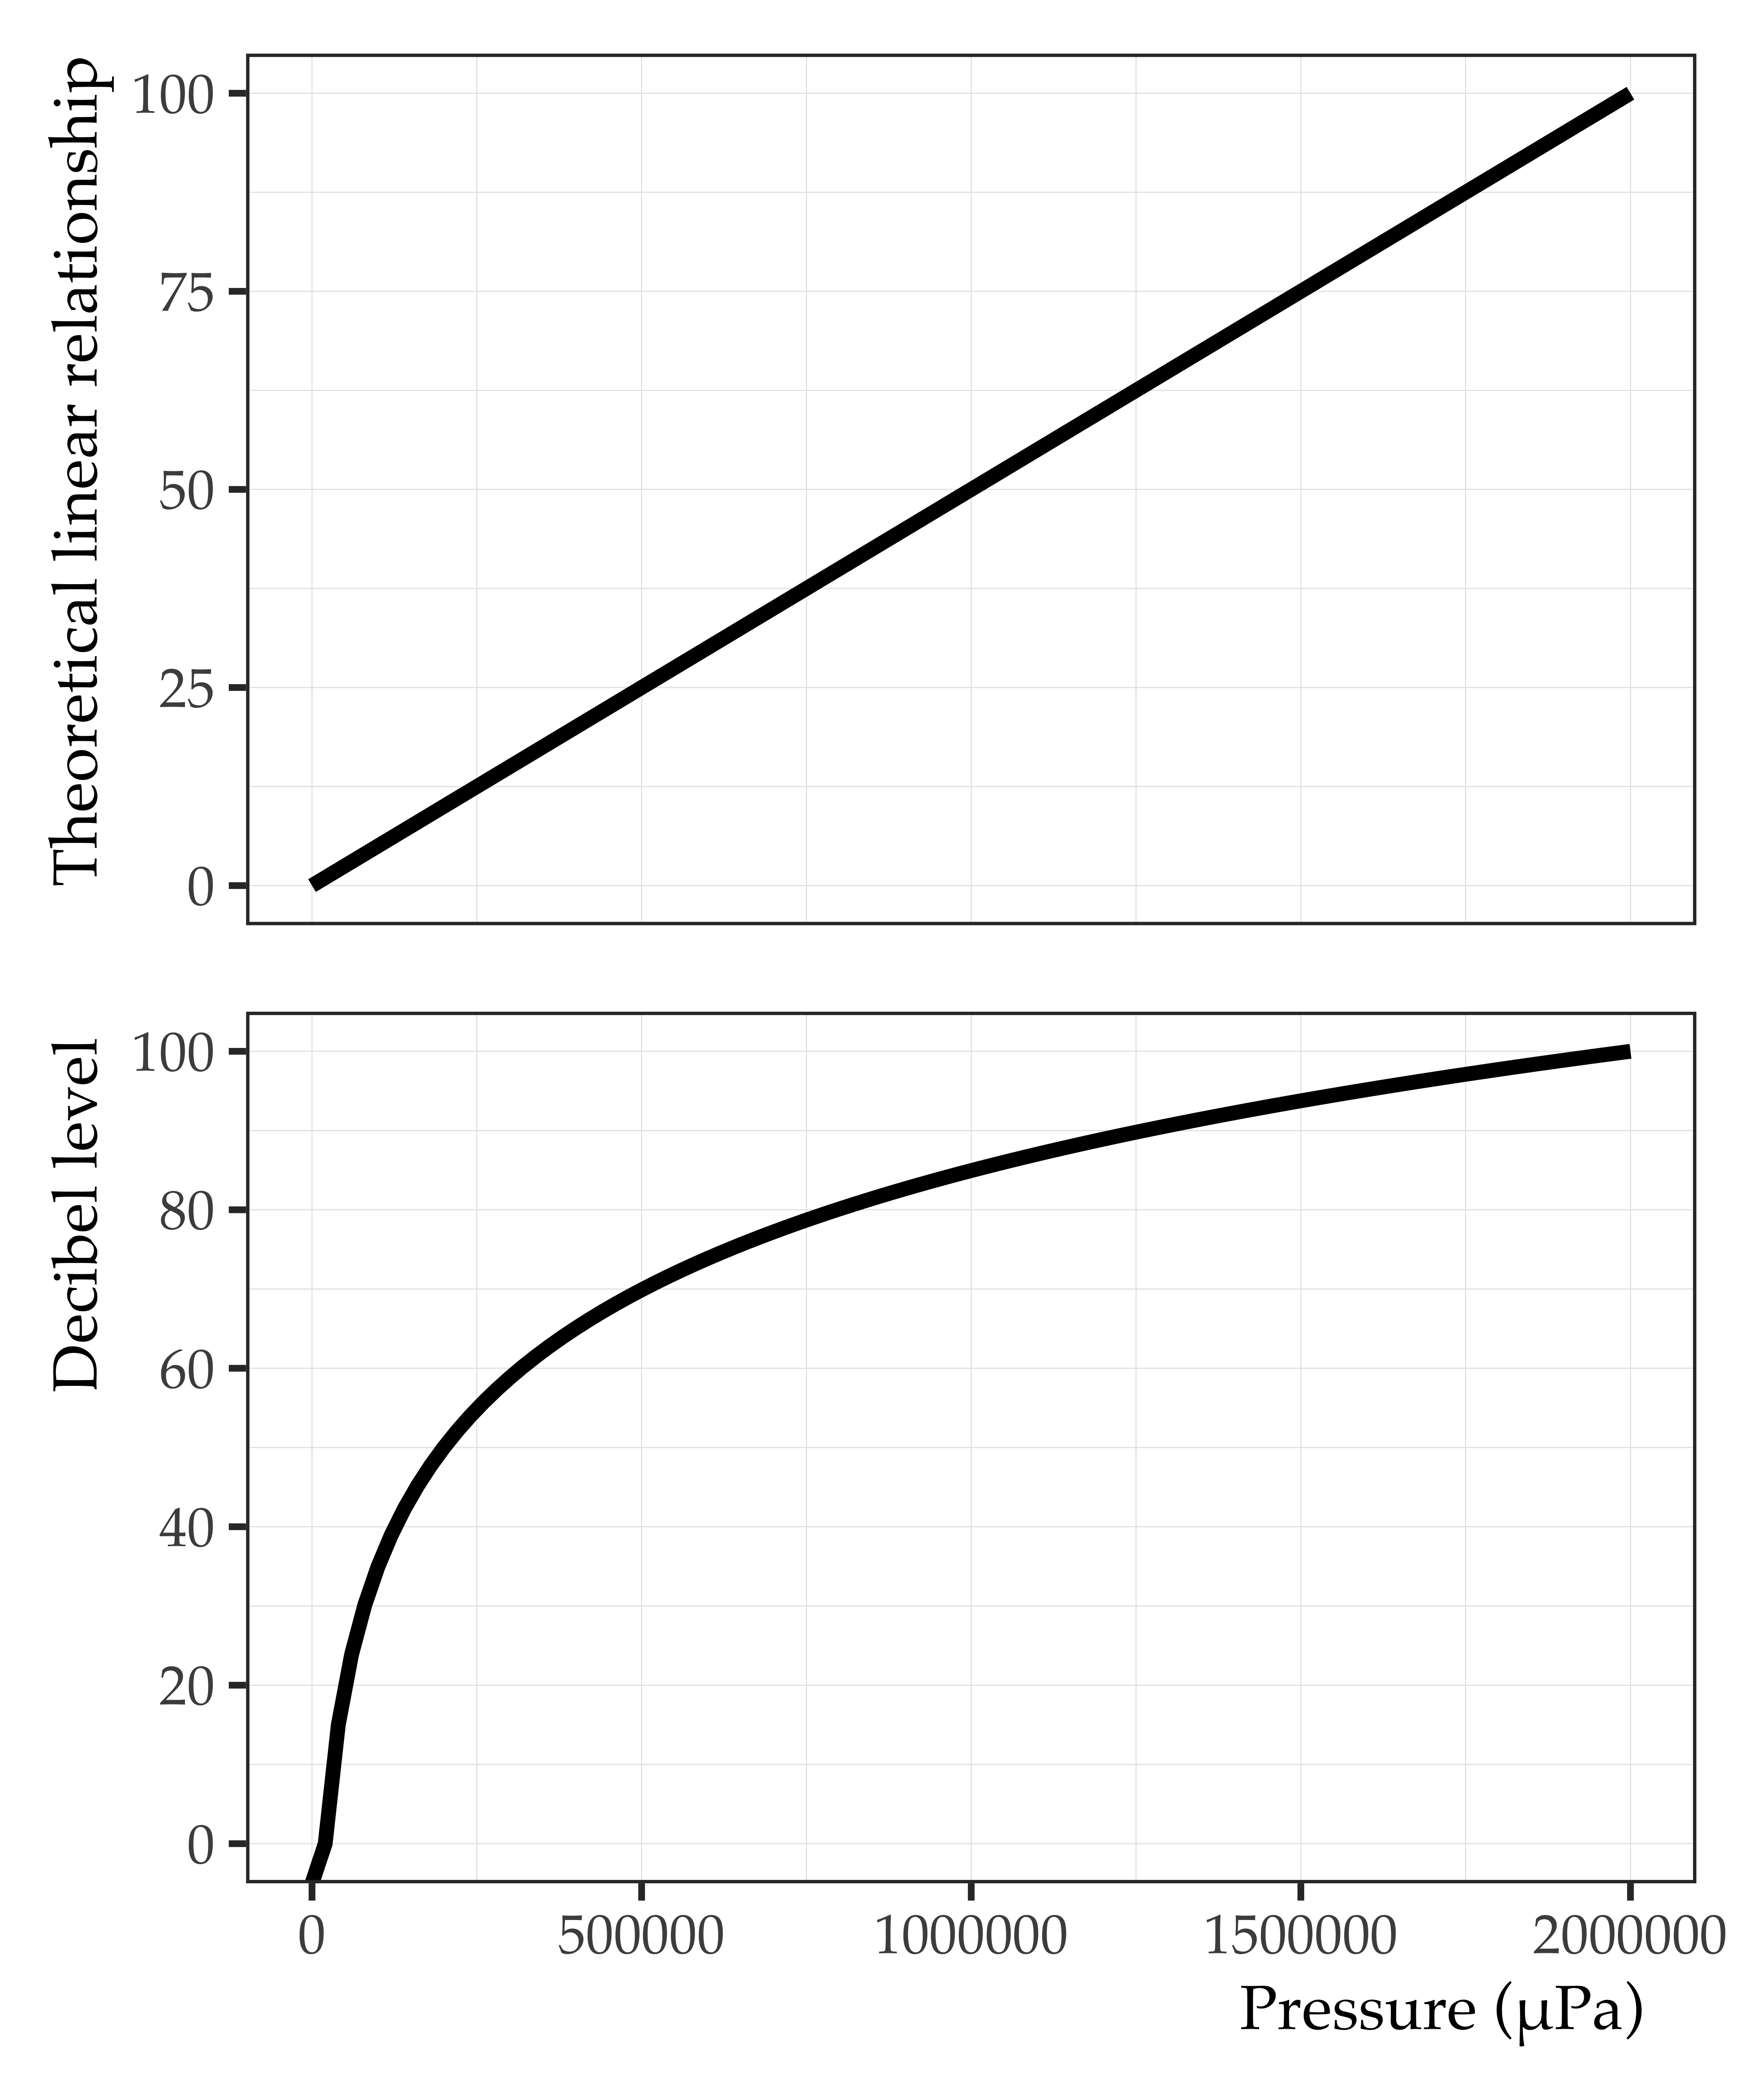 Theoretical linear relationship
100
75
50
25
0
Decibel level
100
80
60
40
20
0
0 500000 1000000 1500000 2000000
Pressure (µPa)